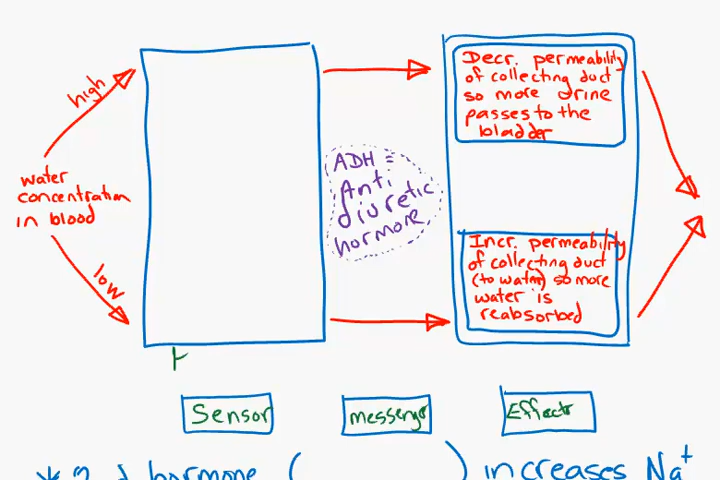 high
water
concentration
in blood
low
ADH =
Anti
diuretic
hormone
Decr. permeability
of collecting duct
so more urine
passes to the
bladder
Incr. permeability
of collecting duct
(to water) so more
water is
reabsorbed
Sensor
messenger
Effector
hormone ( ) increases Na+